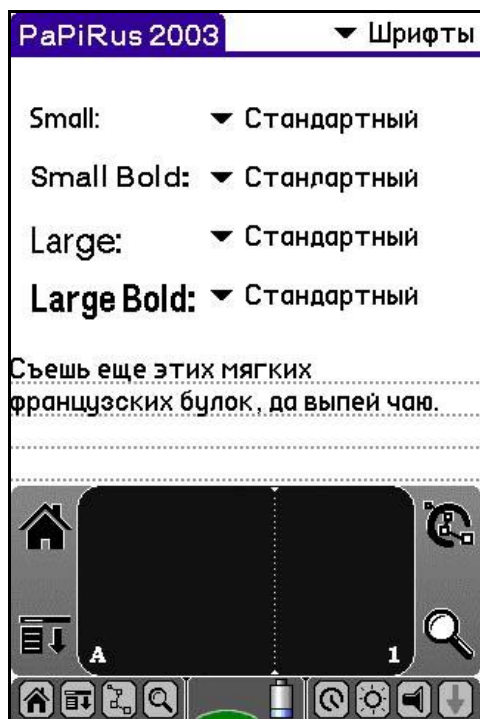 PaPiRus 2003 Шрифты
Small: Стандартный
Small Bold: Стандартный
Large: Стандартный
Large Bold: Стандартный
Съешь еще этих мягких
французских булок, да выпей чаю.
A 1